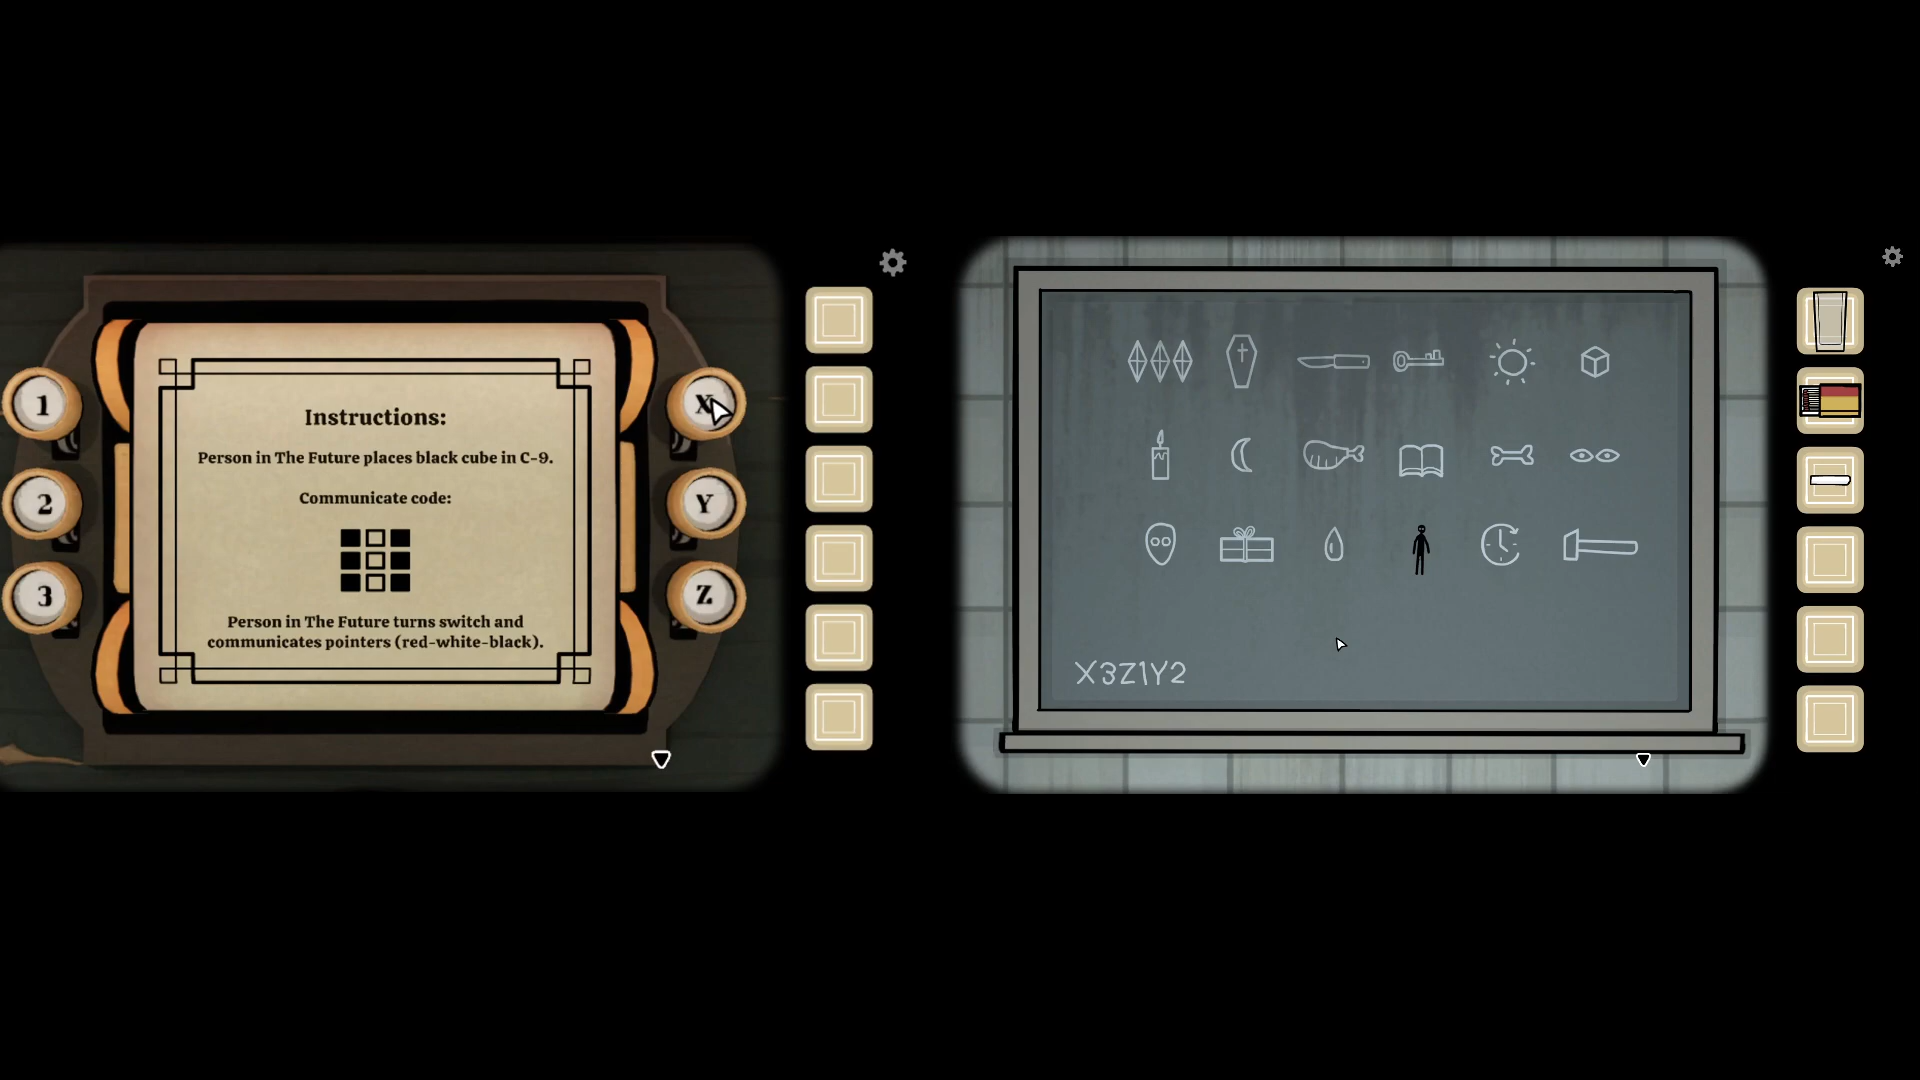 1
2
3
Instructions:
Person in The Future places black cube in C-9.
Communicate code:
Person in The Future turns switch and
communicates pointers (red-white-black).
X
Y
Z
X3Z1Y2